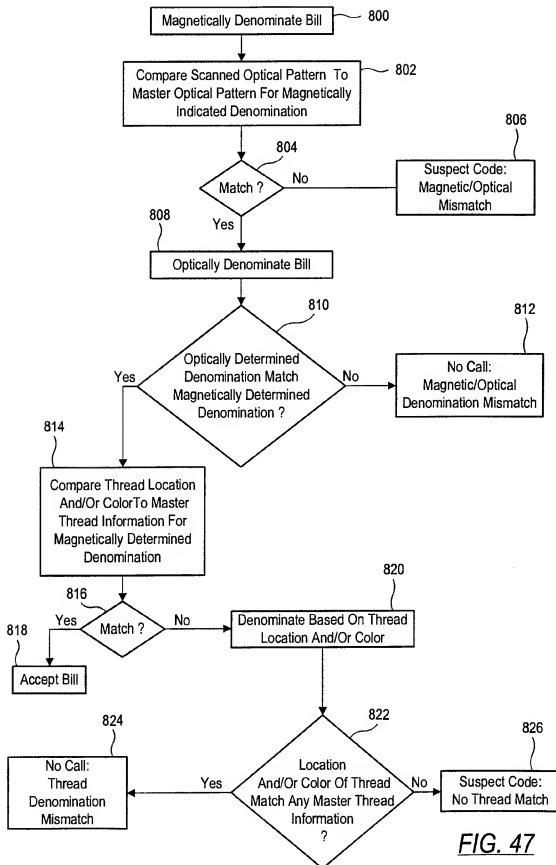 Magnetically Denominate Bill
800
Compare Scanned Optical Pattern To
Master Optical Pattern For Magnetically
Indicated Denomination
802
804
Match ?
No
Yes
806
Suspect Code:
Magnetic/Optical
Mismatch
808
Optically Denominate Bill
810
Optically Determined
Denomination Match
Magnetically Determined
Denomination ?
Yes
No
812
No Call:
Magnetic/Optical
Denomination Mismatch
814
Compare Thread Location
And/Or ColorTo Master
Thread Information For
Magnetically Determined
Denomination
816
Match ?
Yes
No
818
Accept Bill
820
Denominate Based On Thread
Location And/Or Color
822
Location
And/Or Color Of Thread
Match Any Master Thread
Information
?
Yes
No
824
No Call:
Thread
Denomination
Mismatch
826
Suspect Code:
No Thread Match
FIG. 47